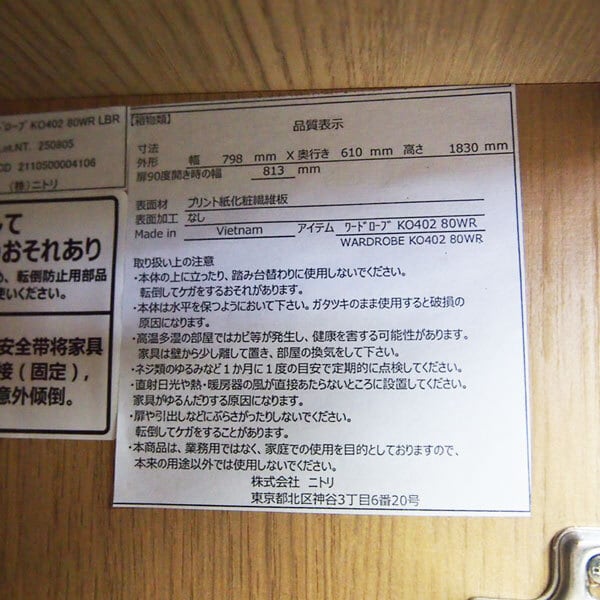 ドローブ KO402 80WR LBR
ot.NT. 250805
OD 2110500004106
(株)ニトリ
して
おそれあり
め、転倒防止用部品
使いください。
安全带将家具
接(固定),
意外倾倒。
【箱物類】
品質表示
寸法
外形 幅 798 mm X 奥行き 610 mm 高さ 1830 mm
扉90度開き時の幅 813 mm
表面材 プリント紙化粧繊維板
表面加工 なし
Made in Vietnam アイテム ワードローブ KO402 80WR
WARDROBE KO402 80WR
取り扱い上の注意
・本体の上に立ったり、踏み台替わりに使用しないでください。
転倒してケガをするおそれがあります。
・本体は水平を保つようにおいて下さい。ガタツキのまま使用すると破損の
原因になります。
・高温多湿の部屋ではカビ等が発生し、健康を害する可能性があります。
家具は壁から少し離して置き、部屋の換気をして下さい。
・ネジ類のゆるみなど1か月に1度の目安で定期的に点検してください。
・直射日光や熱・暖房器の風が直接あたらないところに設置してください。
家具がゆるんだりする原因になります。
・扉や引出しなどにぶらさがったりしないでください。
転倒してケガをすることがあります。
・本商品は、業務用ではなく、家庭での使用を目的としておりますので、
本来の用途以外では使用しないでください。
株式会社 ニトリ
東京都北区神谷3丁目6番20号